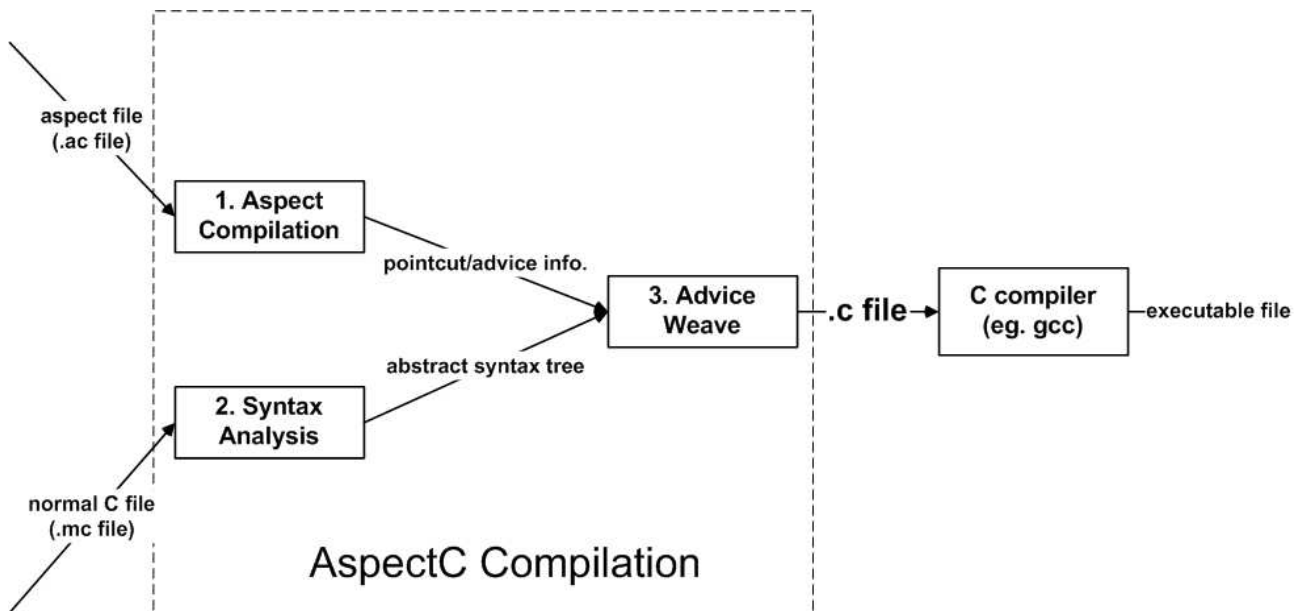 aspect file
(.ac file)
1. Aspect
Compilation
pointcut/advice info.
3. Advice
Weave
.c file
C compiler
(eg. gcc)
executable file
abstract syntax tree
2. Syntax
Analysis
normal C file
(.mc file)
AspectC Compilation